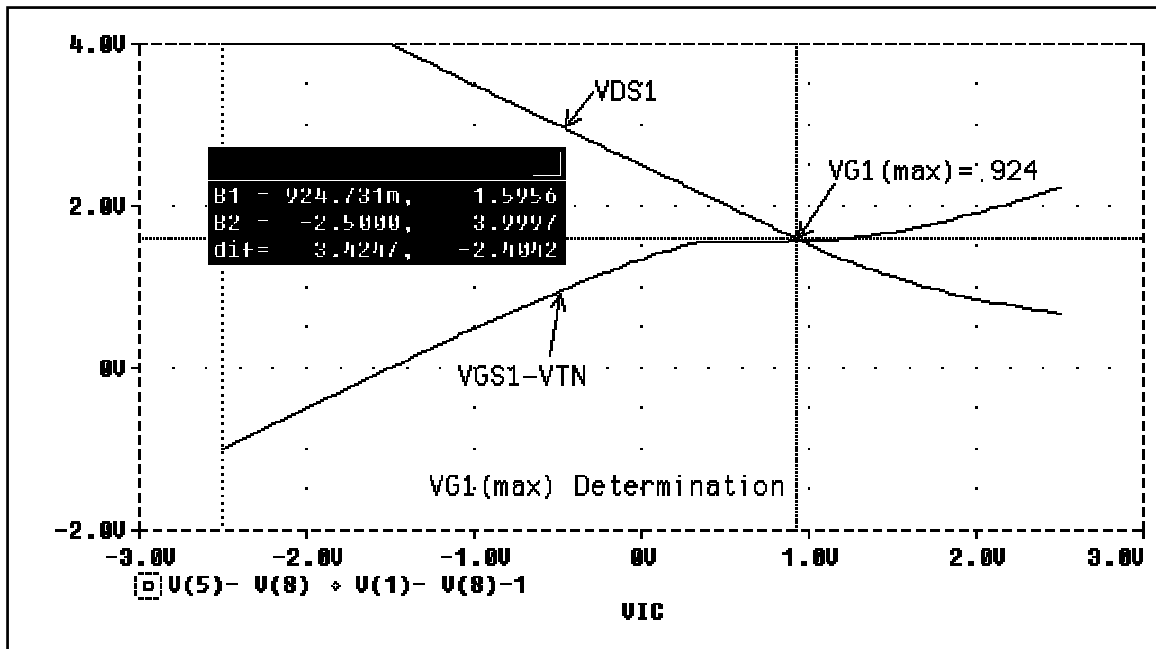 4.0V
VDS1
VG1(max)=.924
B1 = 924.731m, 1.5956
2.0V
B2 = -2.5000, 3.9997
dif= 3.4247, -2.4042
0V
VGS1-VTN
VG1(max) Determination
-2.0V
-3.0V -2.0V -1.0V 0V 1.0V 2.0V 3.0V
V(5)- V(8) V(1)- V(8)-1
VIC